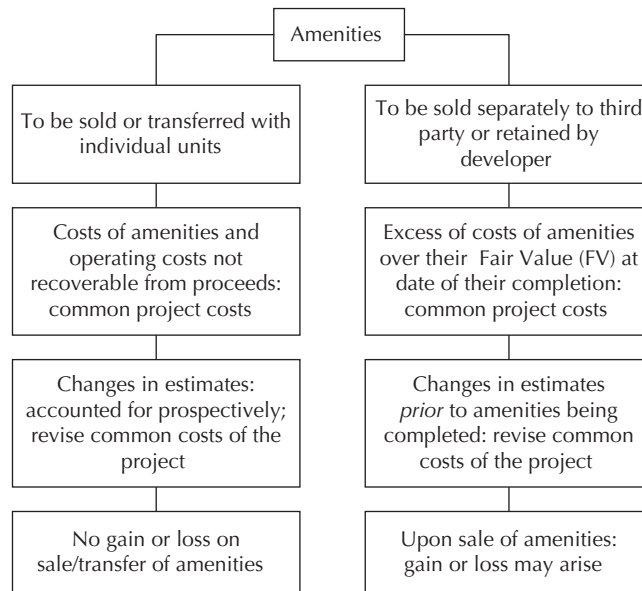 Amenities
To be sold or transferred with
individual units
Costs of amenities and
operating costs not
recoverable from proceeds:
common project costs
Changes in estimates:
accounted for prospectively;
revise common costs of the
project
No gain or loss on
sale/transfer of amenities
To be sold separately to third
party or retained by
developer
Excess of costs of amenities
over their Fair Value (FV) at
date of their completion:
common project costs
Changes in estimates
prior to amenities being
completed: revise common
costs of the project
Upon sale of amenities:
gain or loss may arise